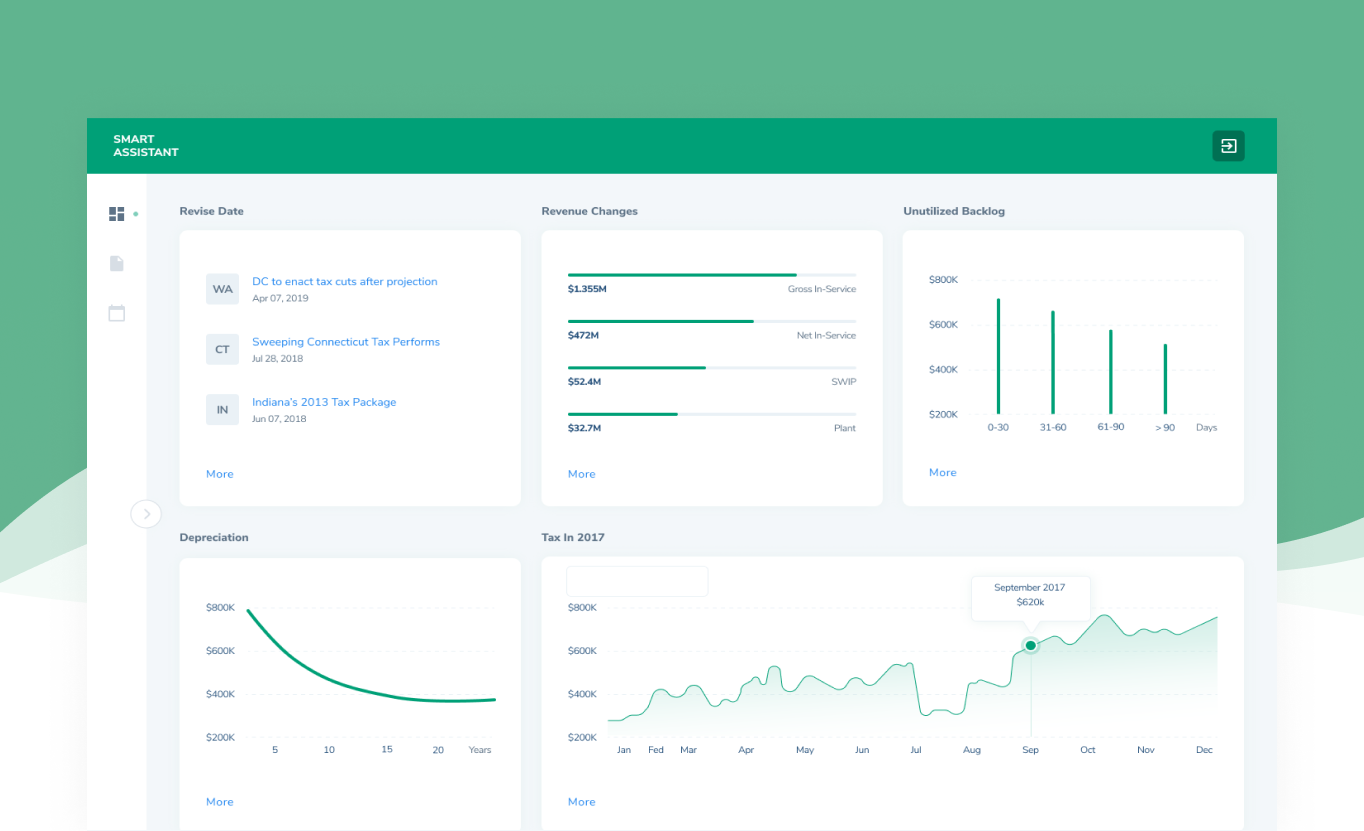 SMART
ASSISTANT
Revise Date
WA
DC to enact tax cuts after projection
Apr 07, 2019
CT
Sweeping Connecticut Tax Performs
Jul 28, 2018
IN
Indiana's 2013 Tax Package
Jun 07, 2018
More
Revenue Changes
$1.355M Gross In-Service
$472M Net In-Service
$52.4M SWIP
$32.7M Plant
More
Unutilized Backlog
$800K
$600K
$400K
$200K
0-30 31-60 61-90 > 90 Days
More
Depreciation
$800K
$600K
$400K
$200K
5 10 15 20 Years
More
Tax In 2017
September 2017
$620k
$800K
$600K
$400K
$200K
Jan Fed Mar Apr May Jun Jul Aug Sep Oct Nov Dec
More